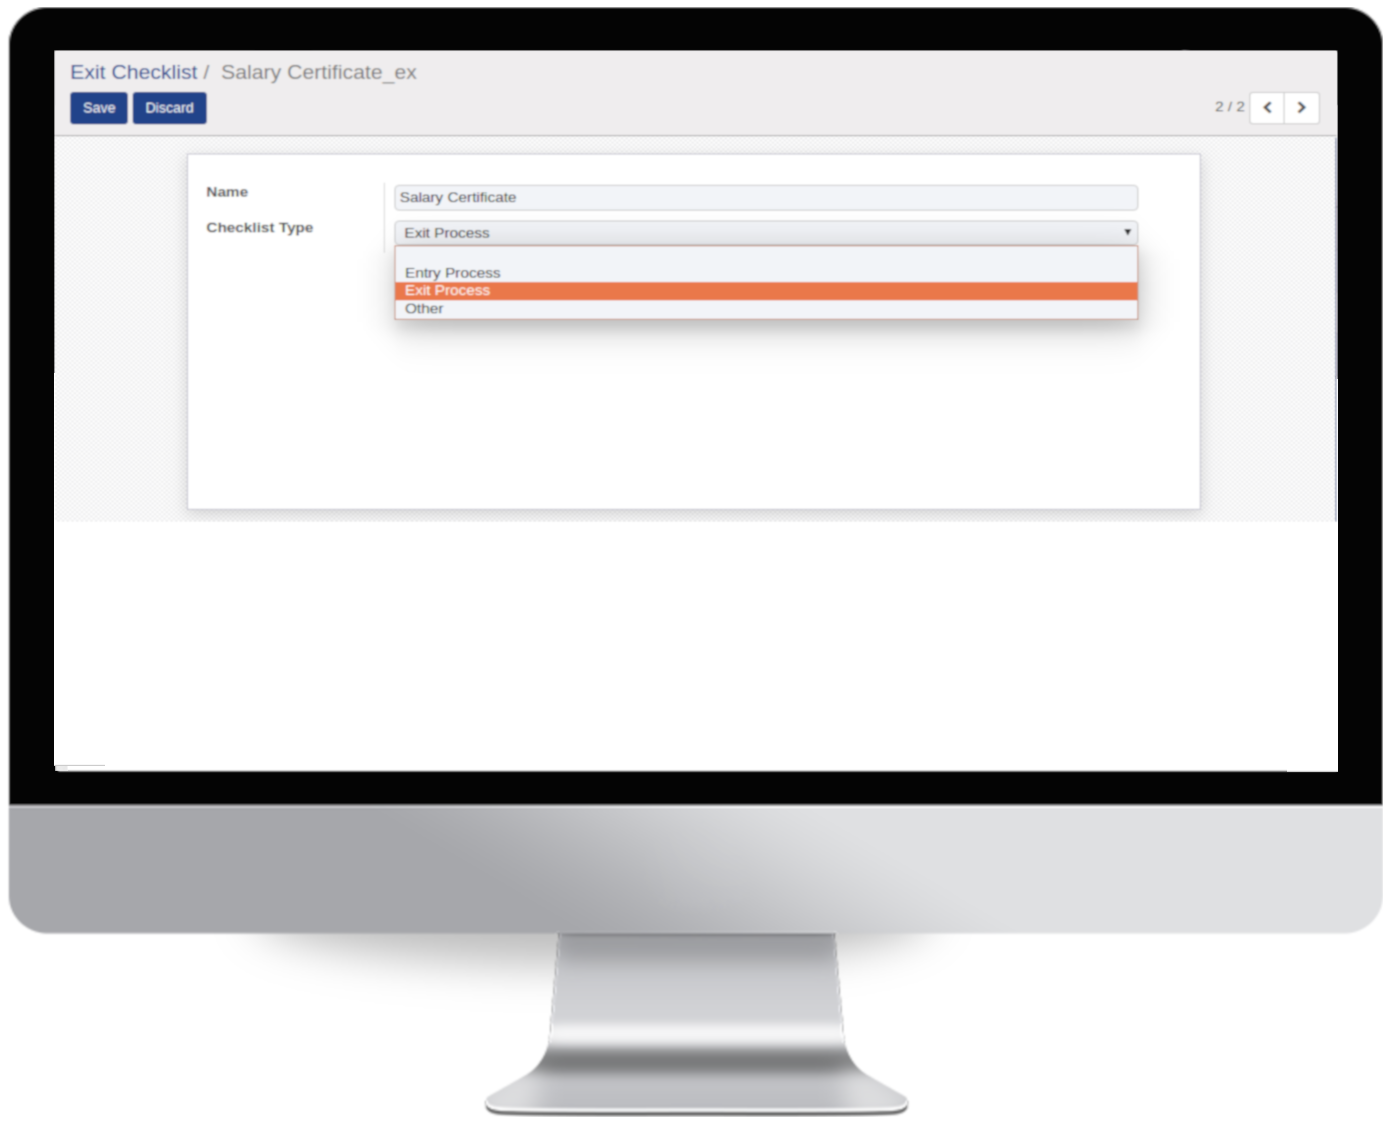 Exit Checklist / Salary Certificate_ex
Save Discard 2 / 2
Name Salary Certificate
Checklist Type Exit Process
Entry Process
Exit Process
Other